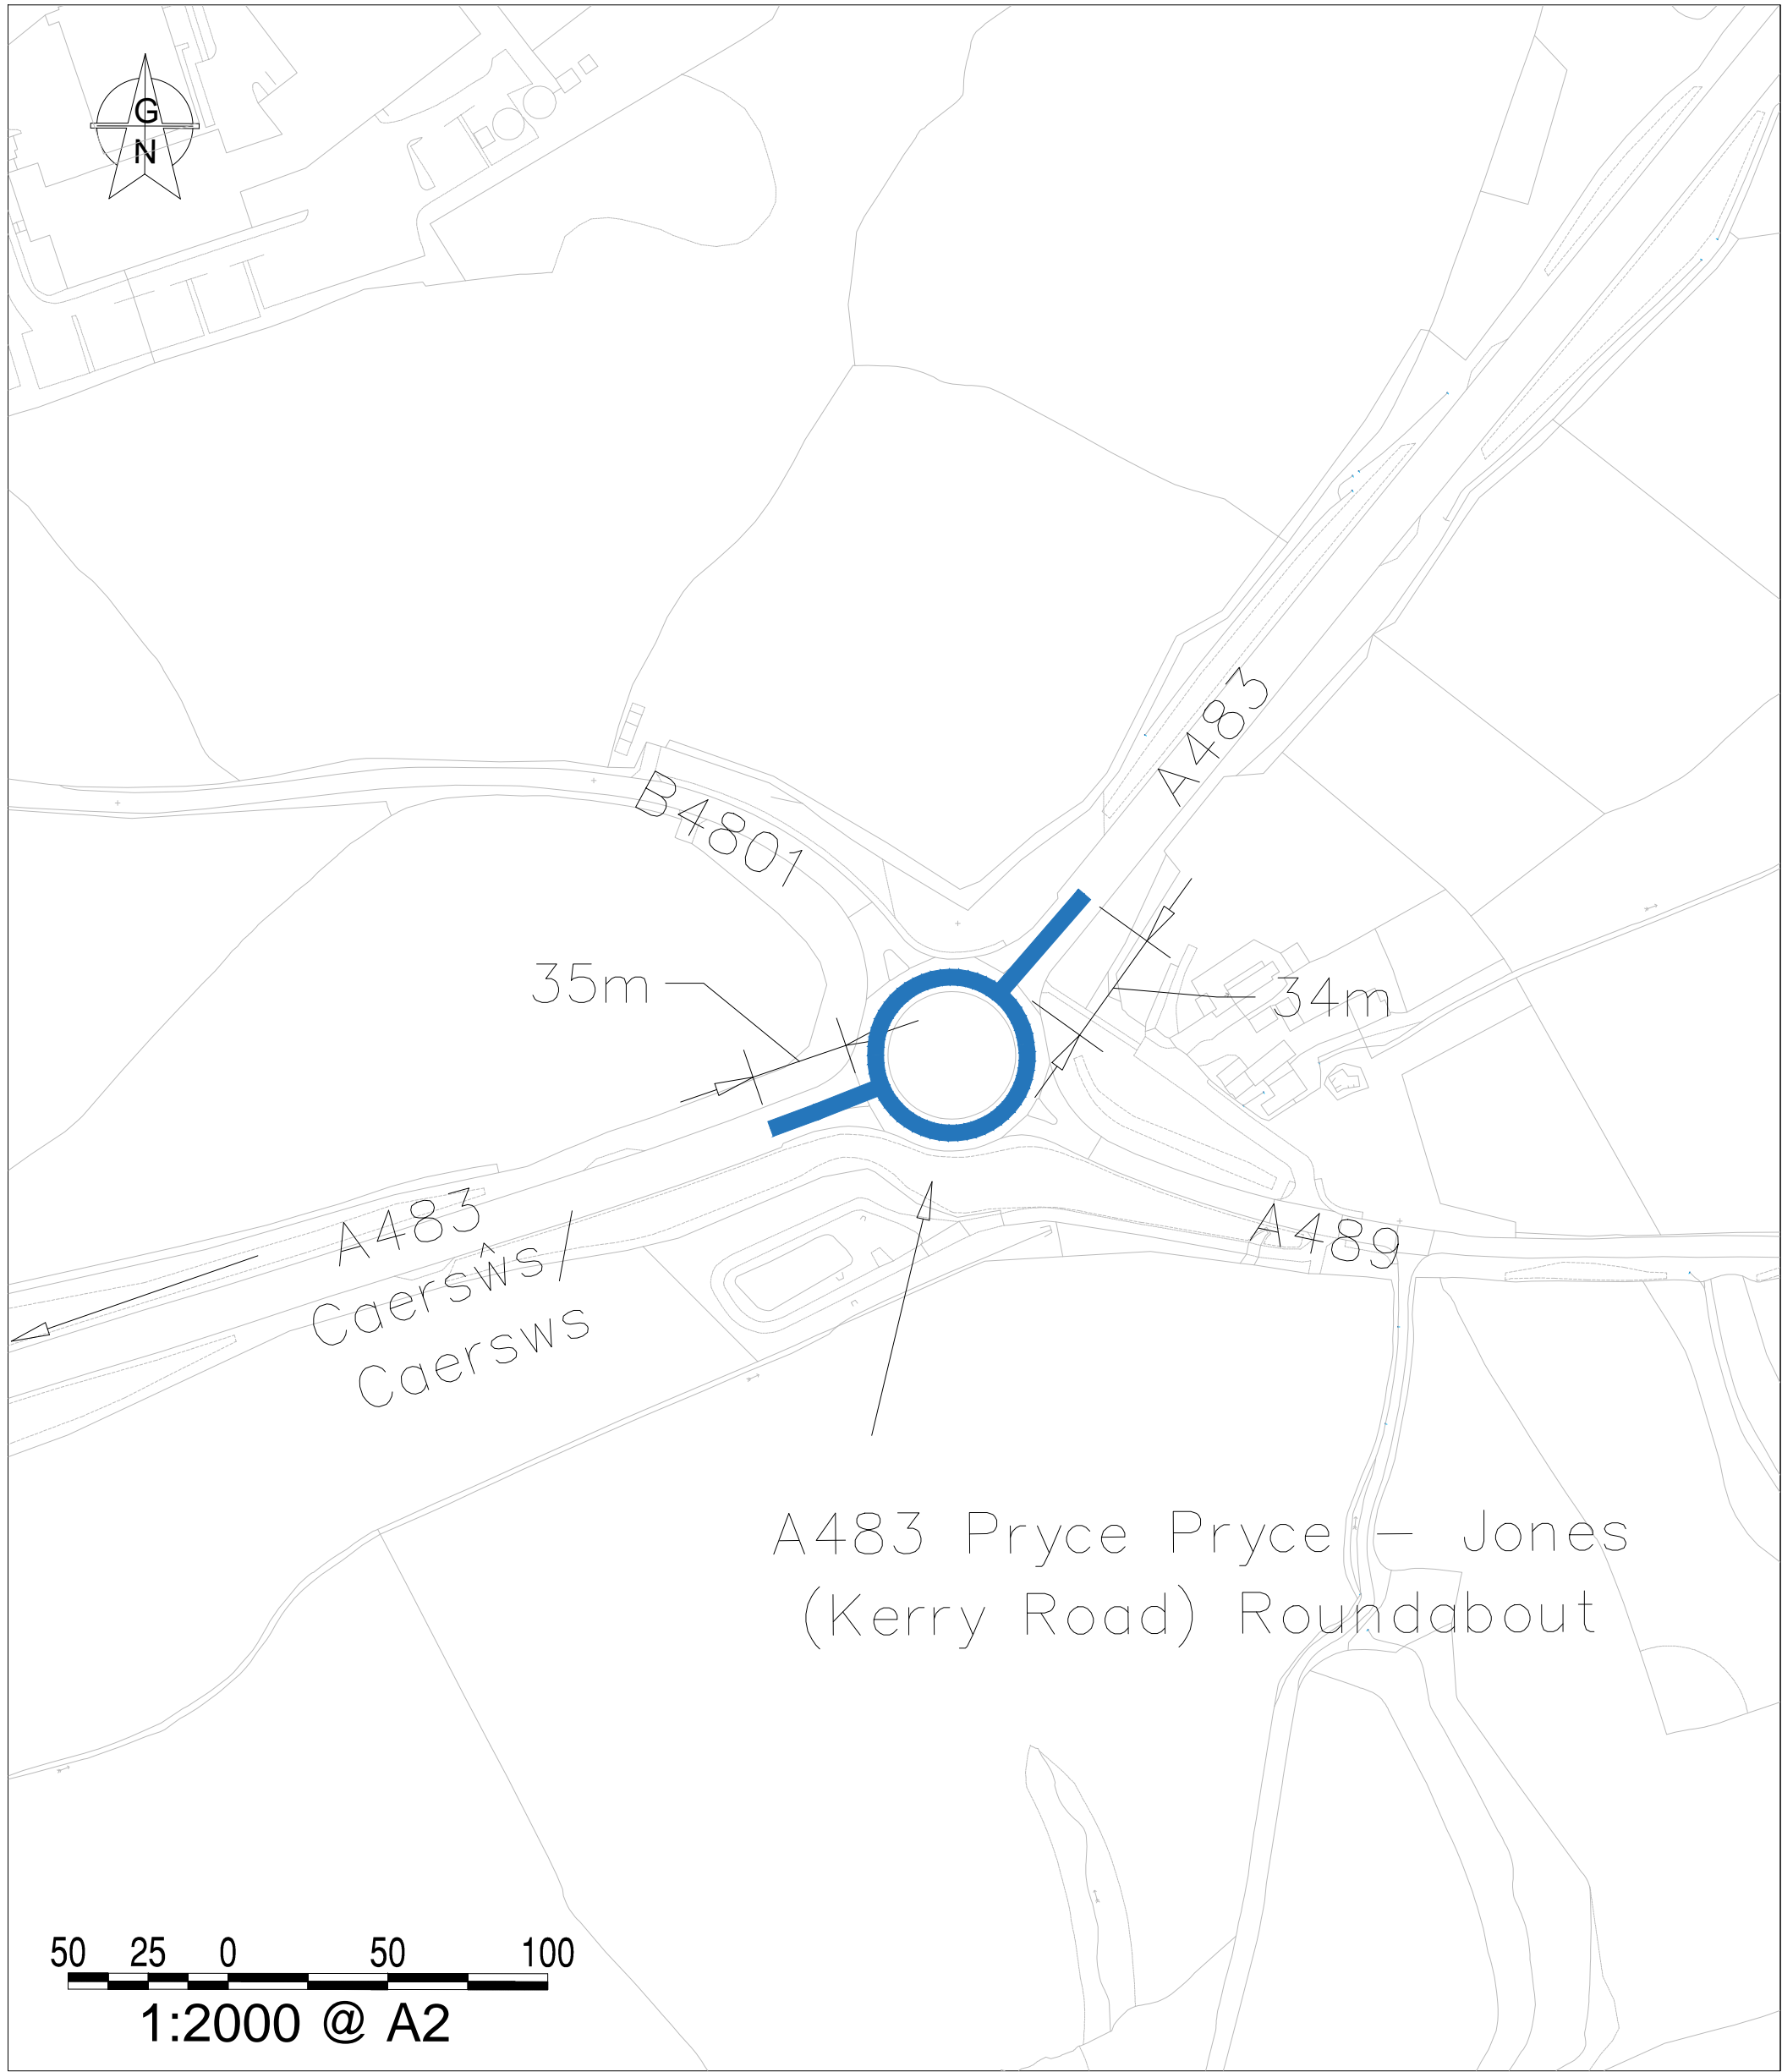 G
N
A483
B4801
35m
34m
A483
A489
Caersŵs /
Caersws
A483 Pryce Pryce - Jones
(Kerry Road) Roundabout
50 25 0 50 100
1:2000 @ A2